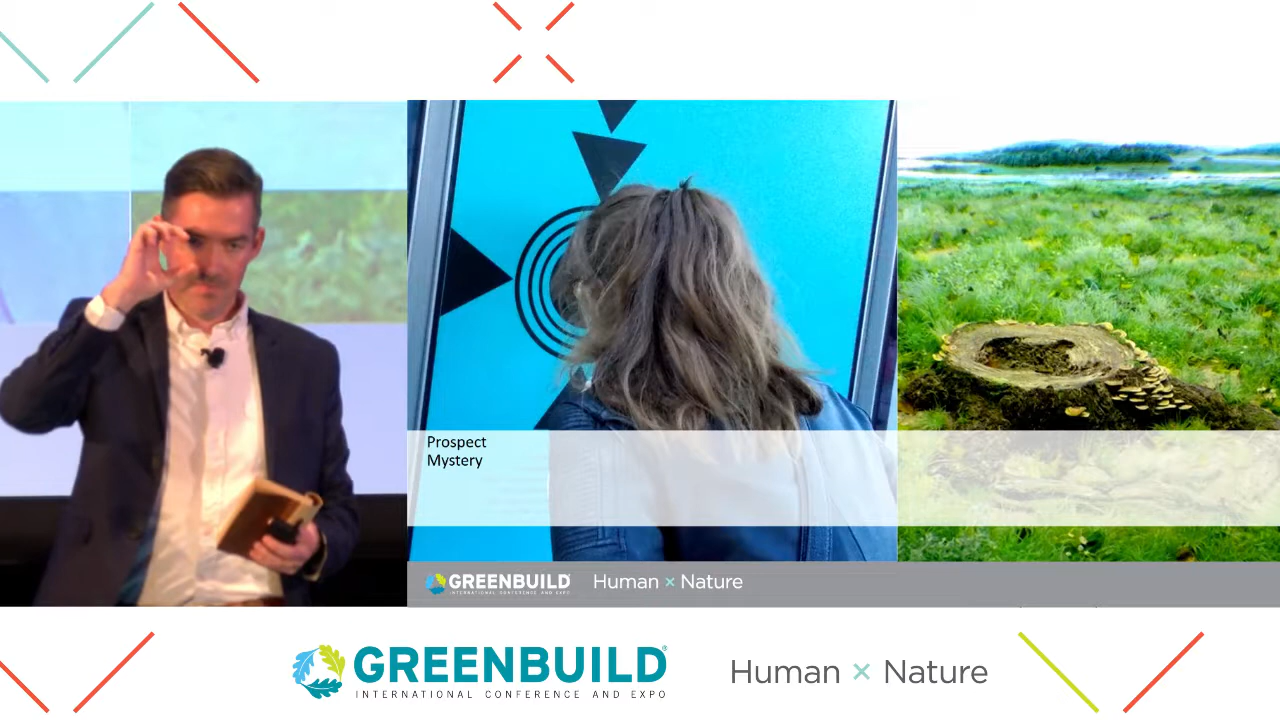 Prospect
Mystery
GREENBUILD
INTERNATIONAL CONFERENCE AND EXPO
Human × Nature
GREENBUILD®
INTERNATIONAL CONFERENCE AND EXPO
Human × Nature